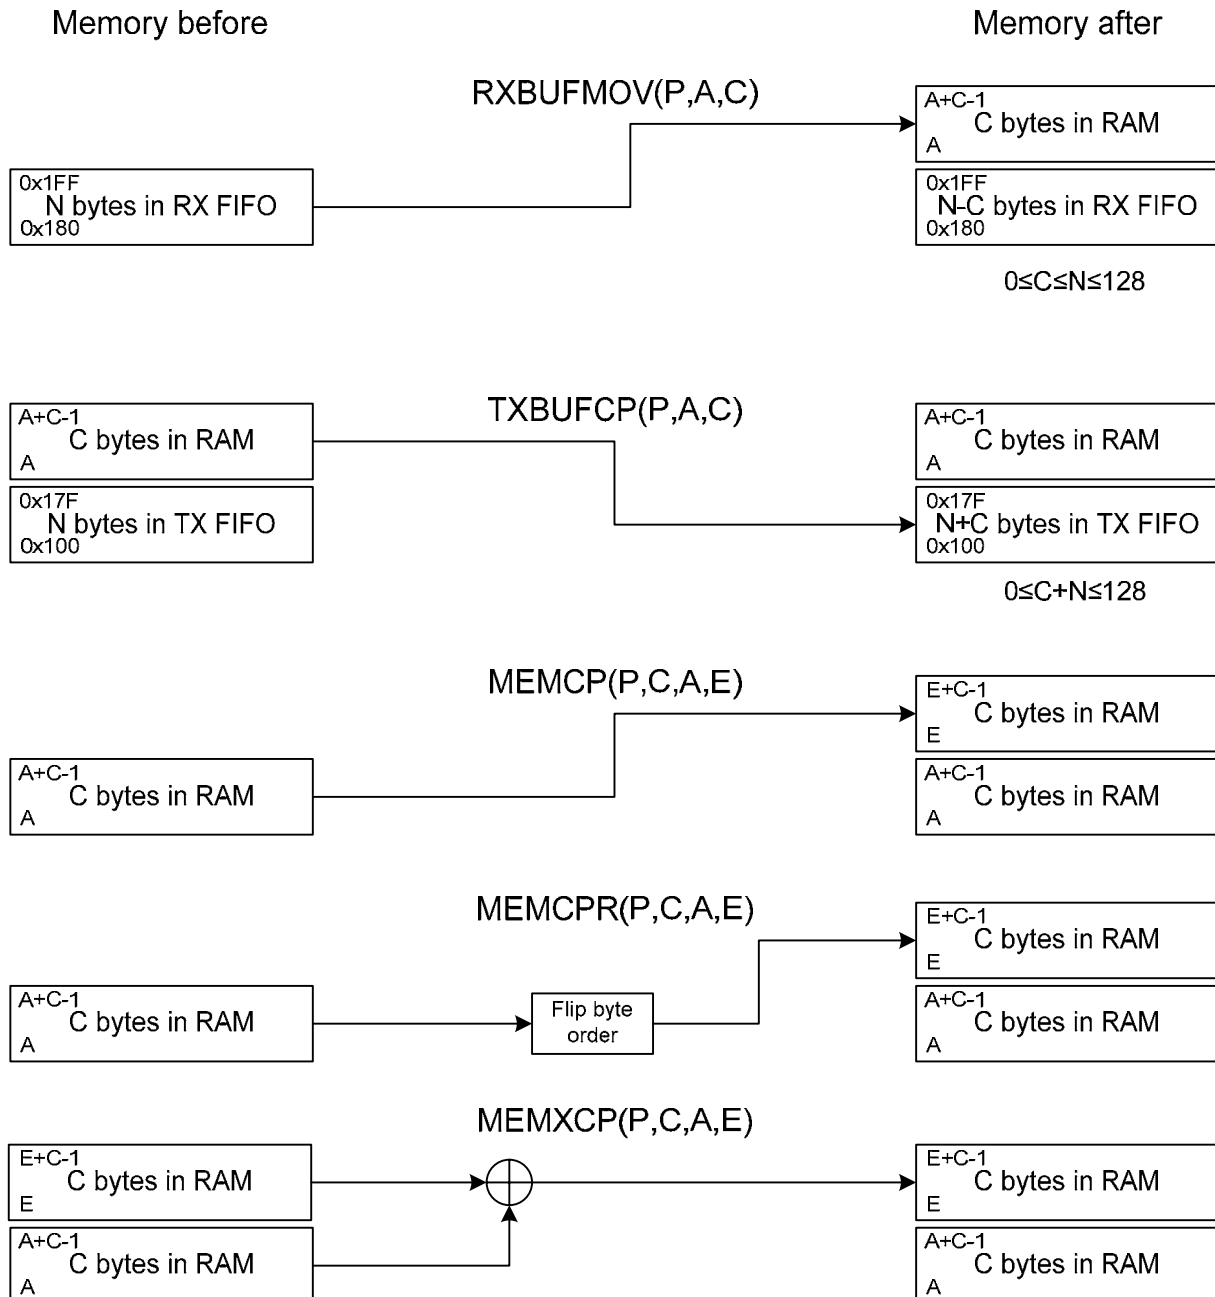 Memory before
Memory after
RXBUFMOV(P,A,C)
A+C-1
C bytes in RAM
A
0x1FF
N bytes in RX FIFO
0x180
0x1FF
N-C bytes in RX FIFO
0x180
0≤C≤N≤128
TXBUFCP(P,A,C)
A+C-1
C bytes in RAM
A
A+C-1
C bytes in RAM
A
0x17F
N bytes in TX FIFO
0x100
0x17F
N+C bytes in TX FIFO
0x100
0≤C+N≤128
MEMCP(P,C,A,E)
E+C-1
C bytes in RAM
E
A+C-1
C bytes in RAM
A
A+C-1
C bytes in RAM
A
MEMCPR(P,C,A,E)
E+C-1
C bytes in RAM
E
A+C-1
C bytes in RAM
A
Flip byte
order
A+C-1
C bytes in RAM
A
MEMXCP(P,C,A,E)
E+C-1
C bytes in RAM
E
E+C-1
C bytes in RAM
E
A+C-1
C bytes in RAM
A
A+C-1
C bytes in RAM
A